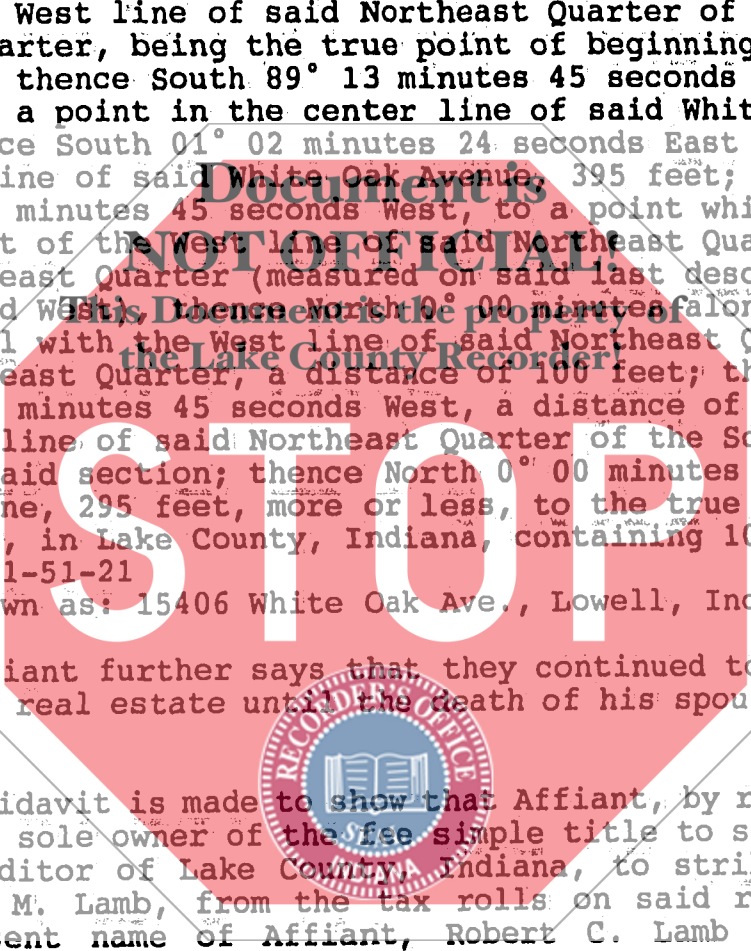 West line of said Northeast Quarter of
arter, being the true point of beginning
thence South 89° 13 minutes 45 seconds
a point in the center line of said Whit
ce South 01° 02 minutes 24 seconds East
ine of said White Oak Avenue, 395 feet;
Document is
minutes 45 seconds West, to a point whi
t of the West line of said Northeast Qua
NOT OFFICIAL!
east Quarter (measured on said last desc
d West), thence North 0° 00 minutes alon
This Document is the property of
l with the West line of said Northeast Q
the Lake County Recorder!
east Quarter, a distance of 100 feet; th
minutes 45 seconds West, a distance of
line of said Northeast Quarter of the So
aid section; thence North 0° 00 minutes
ne, 295 feet, more or less, to the true
, in Lake County, Indiana, containing 10
1-51-21
STOP
wn as: 15406 White Oak Ave., Lowell, Ind
iant further says that they continued to
real estate until the death of his spou
RECORDER'S OFFICE
idavit is made to show that Affiant, by r
sole owner of the fee simple title to s
SEAL
ditor of Lake County, Indiana, to stri
INDIANA
M. Lamb, from the tax rolls on said r
sent name of Affiant, Robert C. Lamb